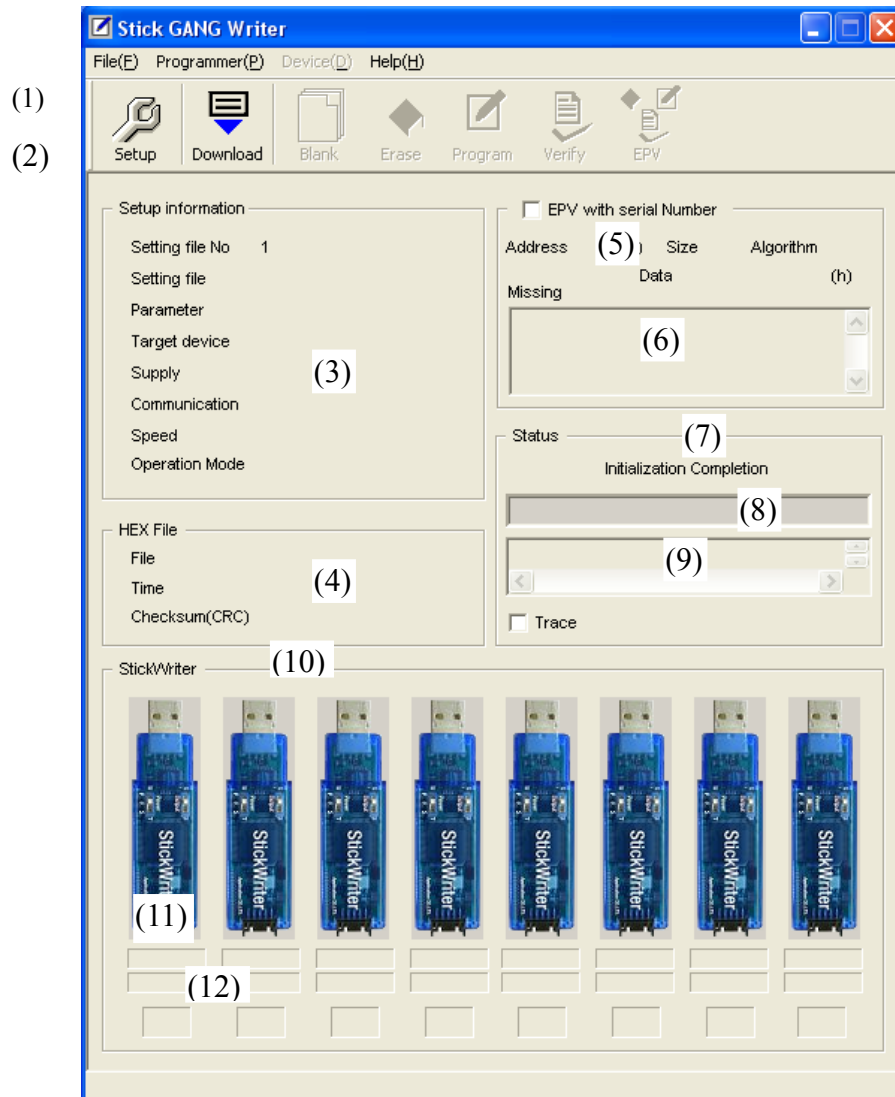 Stick GANG Writer
File(F) Programmer(P) Device(D) Help(H)
(1)
(2)
Setup Download Blank Erase Program Verify EPV
Setup information
Setting file No 1
Setting file
Parameter
Target device
Supply
(3)
Communication
Speed
Operation Mode
HEX File
File
Time
(4)
Checksum(CRC)
EPV with serial Number
Address (5) ) Size Algorithm
Data (h)
Missing
(6)
Status
(7)
Initialization Completion
(8)
(9)
Trace
StickWriter
(10)
StickWriter StickWriter StickWriter StickWriter StickWriter StickWriter StickWriter StickWriter
(11)
(12)